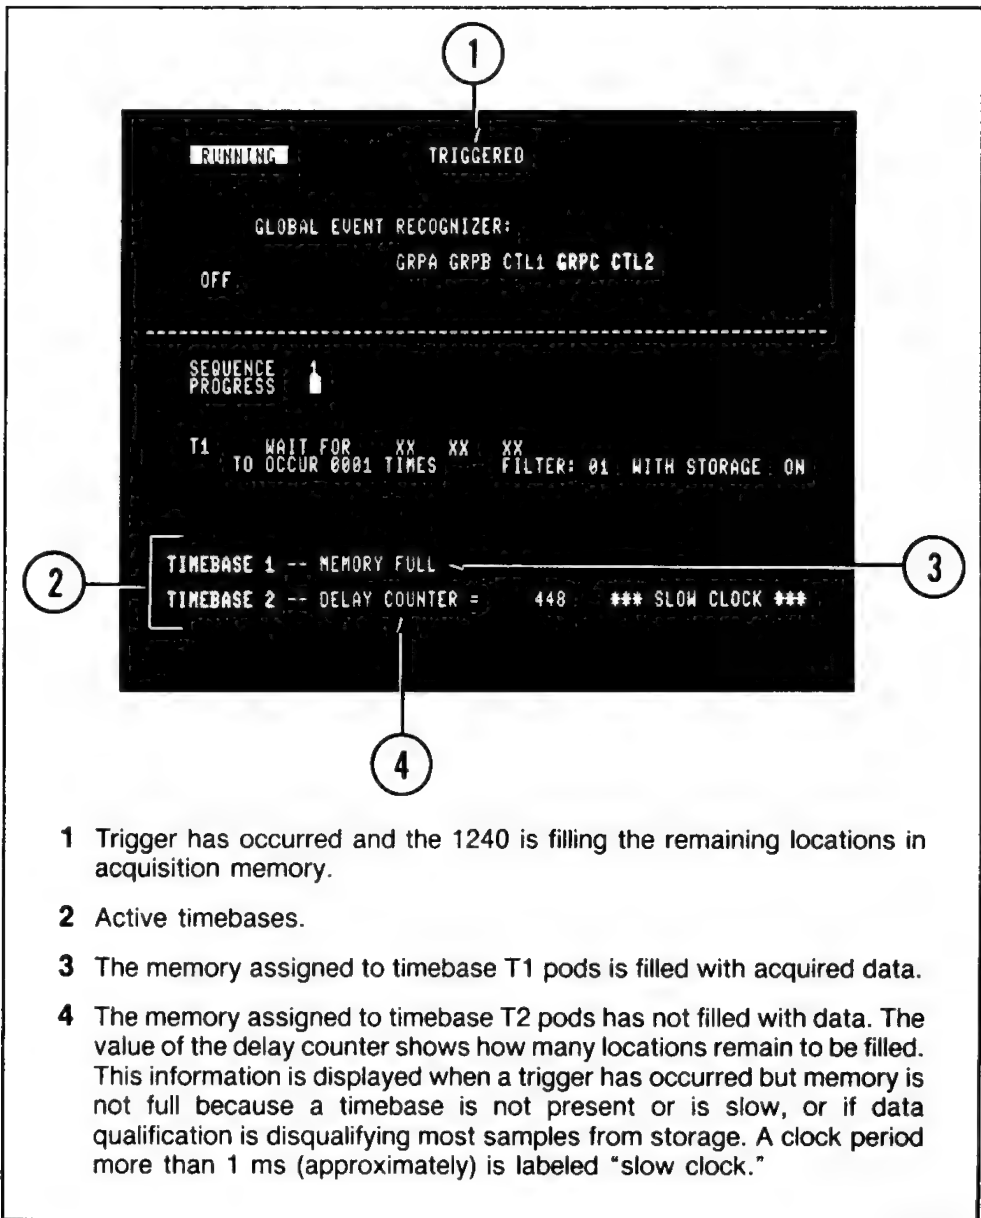 1
RUNNING TRIGGERED
GLOBAL EVENT RECOGNIZER:
GRPA GRPB CTL1 GRPC CTL2
OFF
SEQUENCE 1
PROGRESS
T1 WAIT FOR XX XX XX
TO OCCUR 0001 TIMES FILTER: 01 WITH STORAGE ON
2
TIMEBASE 1 -- MEMORY FULL
3
TIMEBASE 2 -- DELAY COUNTER = 448 *** SLOW CLOCK ***
4
1 Trigger has occurred and the 1240 is filling the remaining locations in
acquisition memory.
2 Active timebases.
3 The memory assigned to timebase T1 pods is filled with acquired data.
4 The memory assigned to timebase T2 pods has not filled with data. The
value of the delay counter shows how many locations remain to be filled.
This information is displayed when a trigger has occurred but memory is
not full because a timebase is not present or is slow, or if data
qualification is disqualifying most samples from storage. A clock period
more than 1 ms (approximately) is labeled "slow clock."